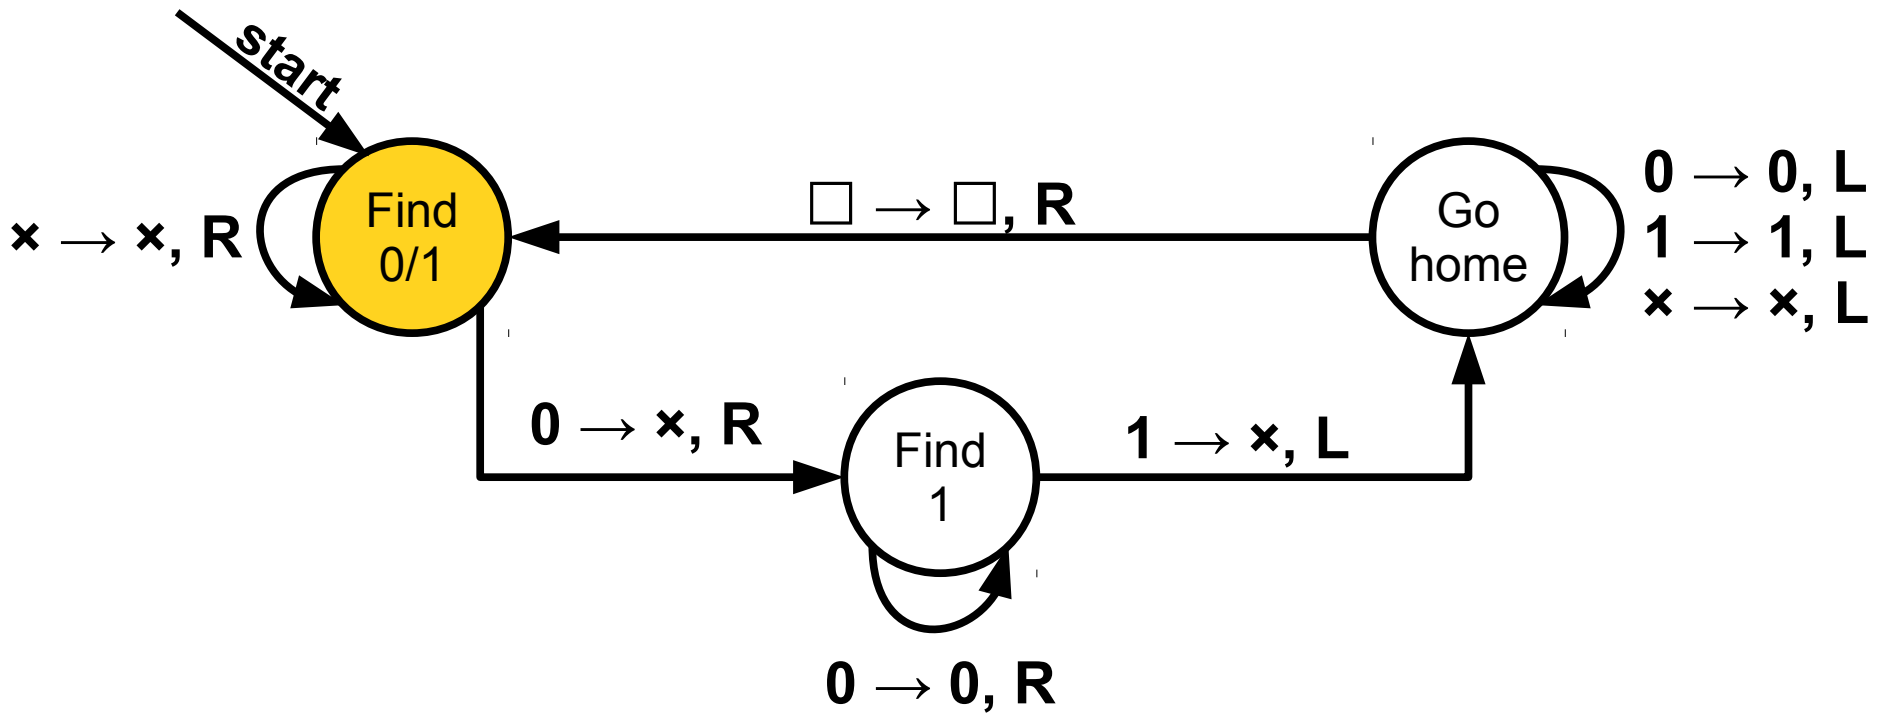 start
Find
0/1
× → ×, R
□ → □, R
Go
home
0 → 0, L
1 → 1, L
× → ×, L
0 → ×, R
Find
1
1 → ×, L
0 → 0, R